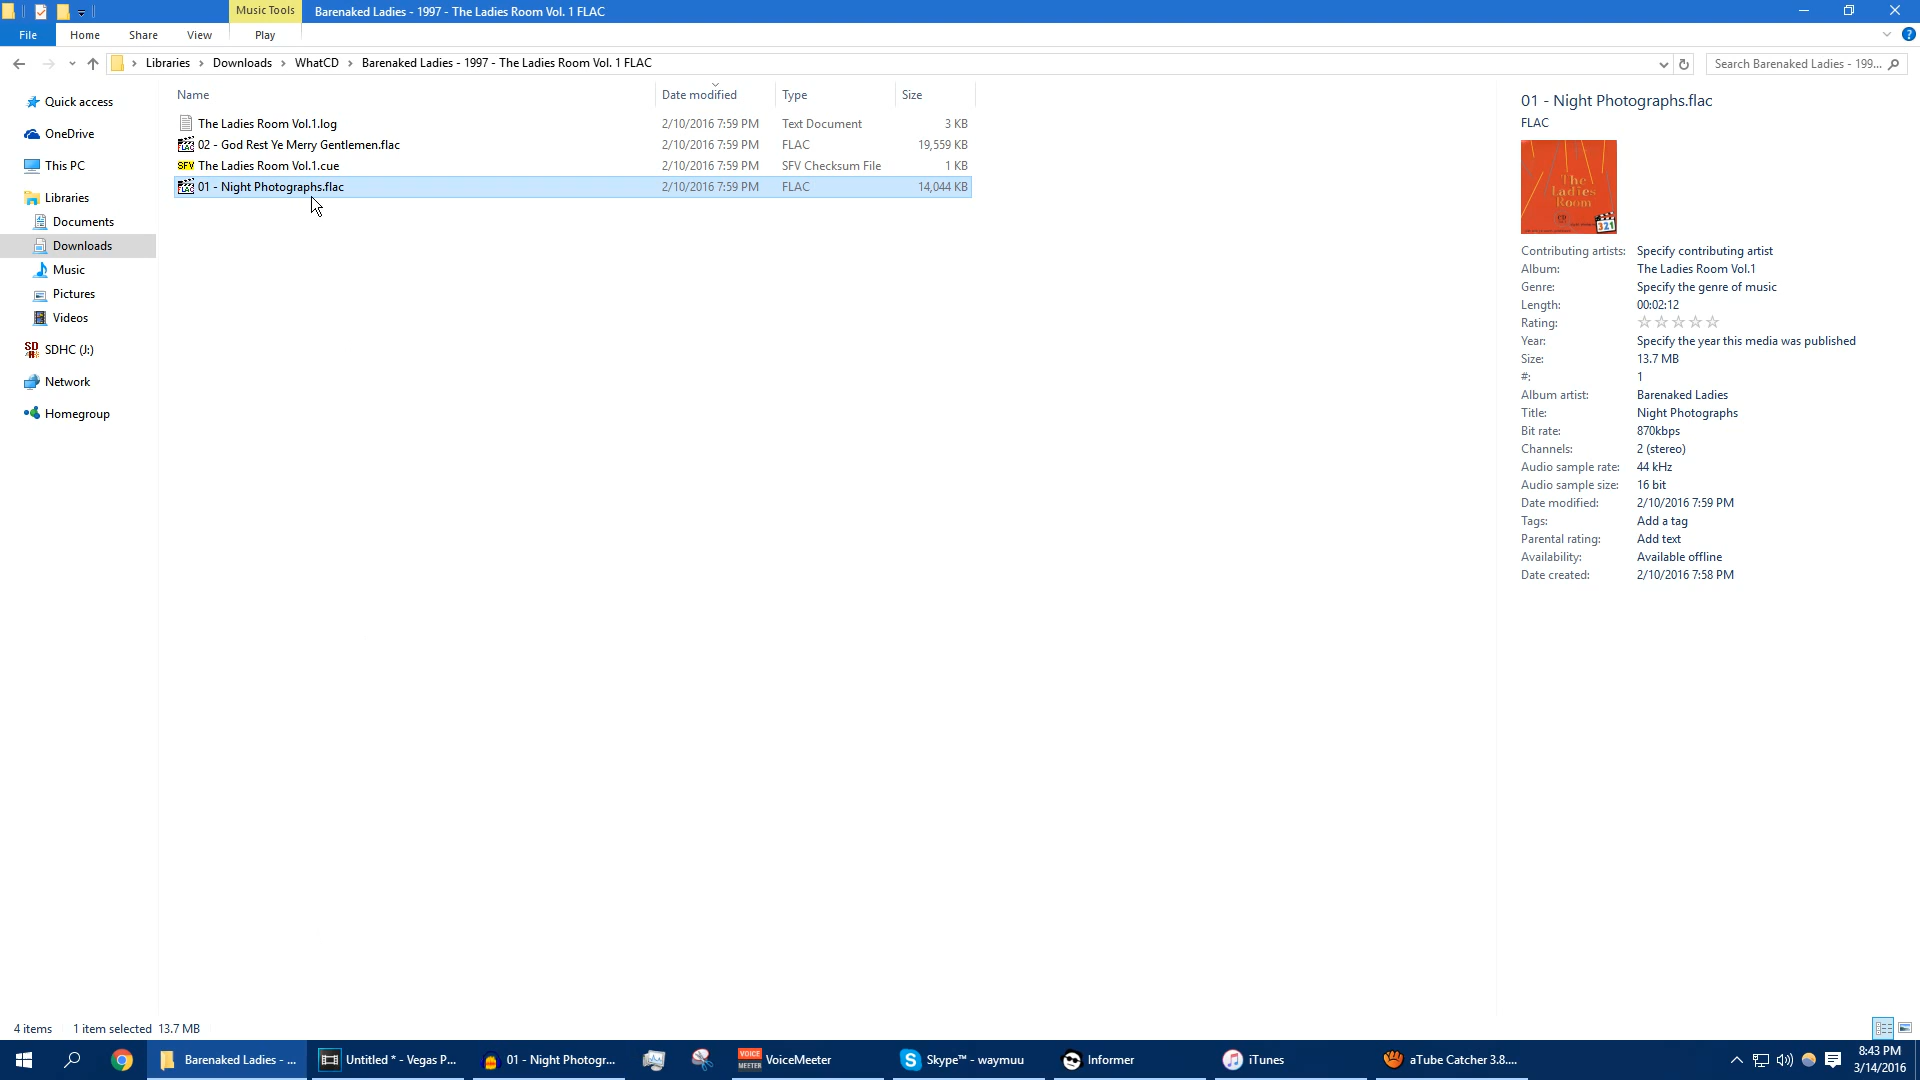 Music Tools
Barenaked Ladies - 1997 - The Ladies Room Vol. 1 FLAC
File
Home
Share
View
Play
Libraries
Downloads
WhatCD
Barenaked Ladies - 1997 - The Ladies Room Vol. 1 FLAC
Search Barenaked Ladies - 199...
Quick access
OneDrive
This PC
Libraries
Documents
Downloads
Music
Pictures
Videos
SDHC (J:)
Network
Homegroup
Name Date modified Type Size
The Ladies Room Vol.1.log 2/10/2016 7:59 PM Text Document 3 KB
02 - God Rest Ye Merry Gentlemen.flac 2/10/2016 7:59 PM FLAC 19,559 KB
SFV The Ladies Room Vol.1.cue 2/10/2016 7:59 PM SFV Checksum File 1 KB
01 - Night Photographs.flac 2/10/2016 7:59 PM FLAC 14,044 KB
01 - Night Photographs.flac
FLAC
The
Ladies
Room
321
Contributing artists: Specify contributing artist
Album: The Ladies Room Vol.1
Genre: Specify the genre of music
Length: 00:02:12
Rating:
Year: Specify the year this media was published
Size: 13.7 MB
#: 1
Album artist: Barenaked Ladies
Title: Night Photographs
Bit rate: 870kbps
Channels: 2 (stereo)
Audio sample rate: 44 kHz
Audio sample size: 16 bit
Date modified: 2/10/2016 7:59 PM
Tags: Add a tag
Parental rating: Add text
Availability: Available offline
Date created: 2/10/2016 7:58 PM
4 items 1 item selected 13.7 MB
Barenaked Ladies - ...
Untitled * - Vegas P...
01 - Night Photogr...
VOICE MEETER
VoiceMeeter
Skype™ - waymuu
Informer
iTunes
aTube Catcher 3.8....
8:43 PM
3/14/2016